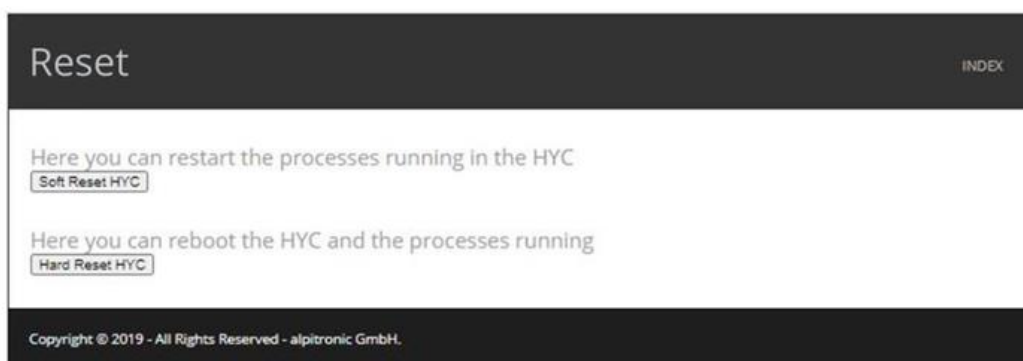 Reset
INDEX
Here you can restart the processes running in the HYC
Soft Reset HYC
Here you can reboot the HYC and the processes running
Hard Reset HYC
Copyright © 2019 - All Rights Reserved - alpitronic GmbH.